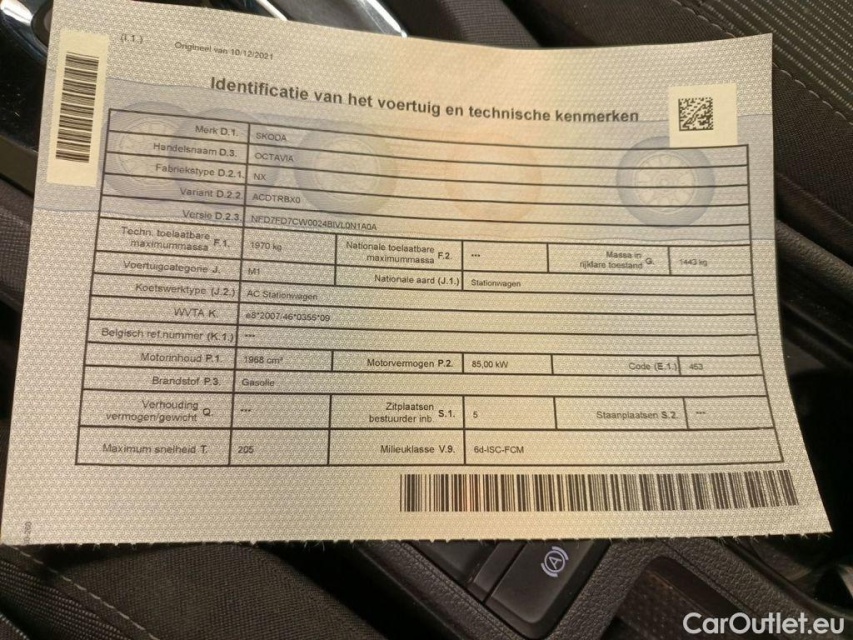 (I.1.)
Origineel van 10/12/2021
Identificatie van het voertuig en technische kenmerken
Merk D.1. SKODA
Handelsnaam D.3. OCTAVIA
Fabriekstype D.2.1. NX
Variant D.2.2. ACDTRBX0
Versie D.2.3. NFD7FD7CW0024BIVL0N1A0A
Techn. toelaatbare maximummassa F.1. 1970 kg Nationale toelaatbare maximummassa F.2. --- Massa in rijklare toestand G. 1443 kg
Voertuigcategorie J. M1 Nationale aard (J.1.) Stationwagen
Koetswerktype (J.2.) AC Stationwagen
WVTA K. e8*2007/46*0355*09
Belgisch ref.nummer (K.1.) ---
Motorinhoud P.1. 1968 cm³ Motorvermogen P.2. 85,00 kW Code (E.1.) 463
Brandstof P.3. Gasolie
Verhouding vermogen/gewicht Q. --- Zitplaatsen bestuurder inb. S.1. 5 Staanplaatsen S.2. ---
Maximum snelheid T. 205 Milieuklasse V.9. 6d-ISC-FCM
A
CarOutlet.eu